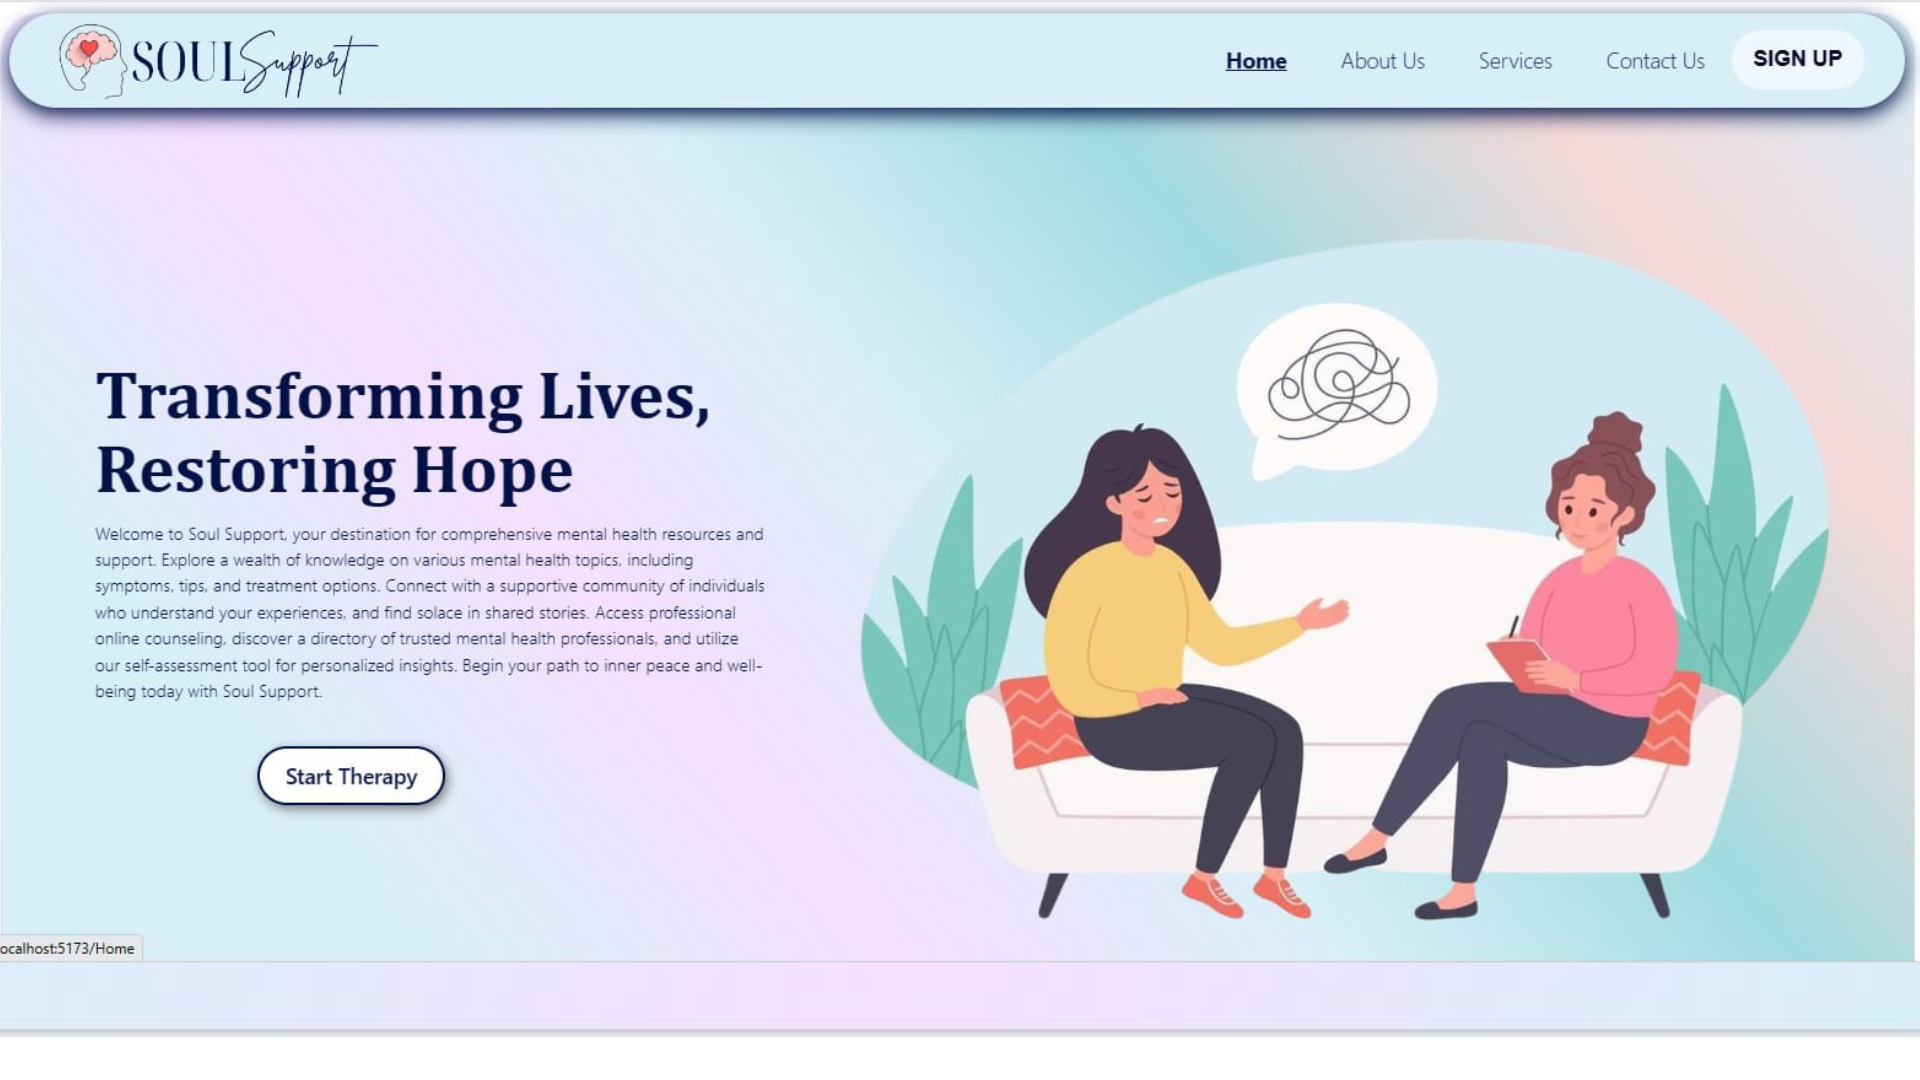 SOUL Support
Home About Us Services Contact Us SIGN UP
Transforming Lives,
Restoring Hope
Welcome to Soul Support, your destination for comprehensive mental health resources and
support. Explore a wealth of knowledge on various mental health topics, including
symptoms, tips, and treatment options. Connect with a supportive community of individuals
who understand your experiences, and find solace in shared stories. Access professional
online counseling, discover a directory of trusted mental health professionals, and utilize
our self-assessment tool for personalized insights. Begin your path to inner peace and well-
being today with Soul Support.
Start Therapy
ocalhost:5173/Home